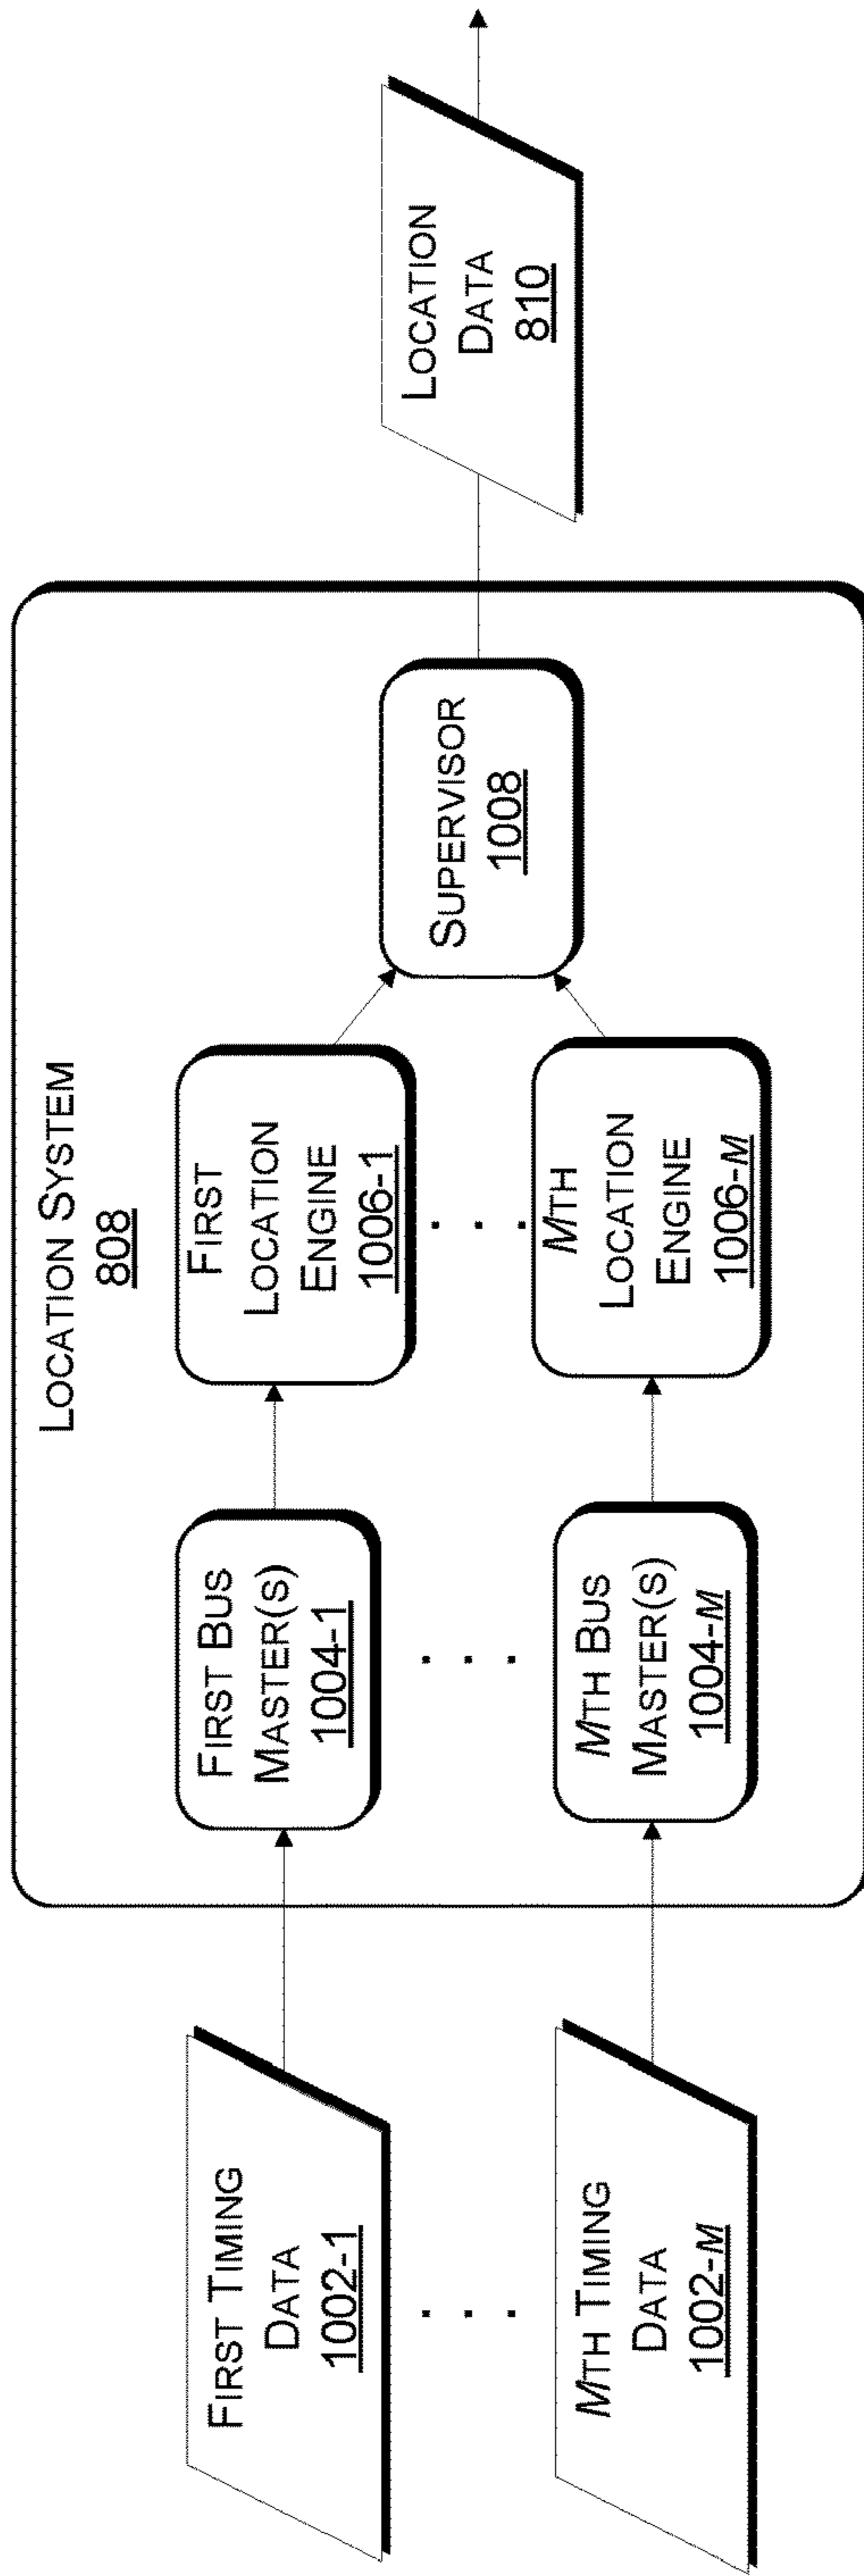 LOCATION SYSTEM
808
FIRST TIMING
DATA
1002-1
FIRST BUS
MASTER(S)
1004-1
FIRST
LOCATION
ENGINE
1006-1
. . .
. . .
. . .
MTH TIMING
DATA
1002-M
MTH BUS
MASTER(S)
1004-M
MTH
LOCATION
ENGINE
1006-M
SUPERVISOR
1008
LOCATION
DATA
810